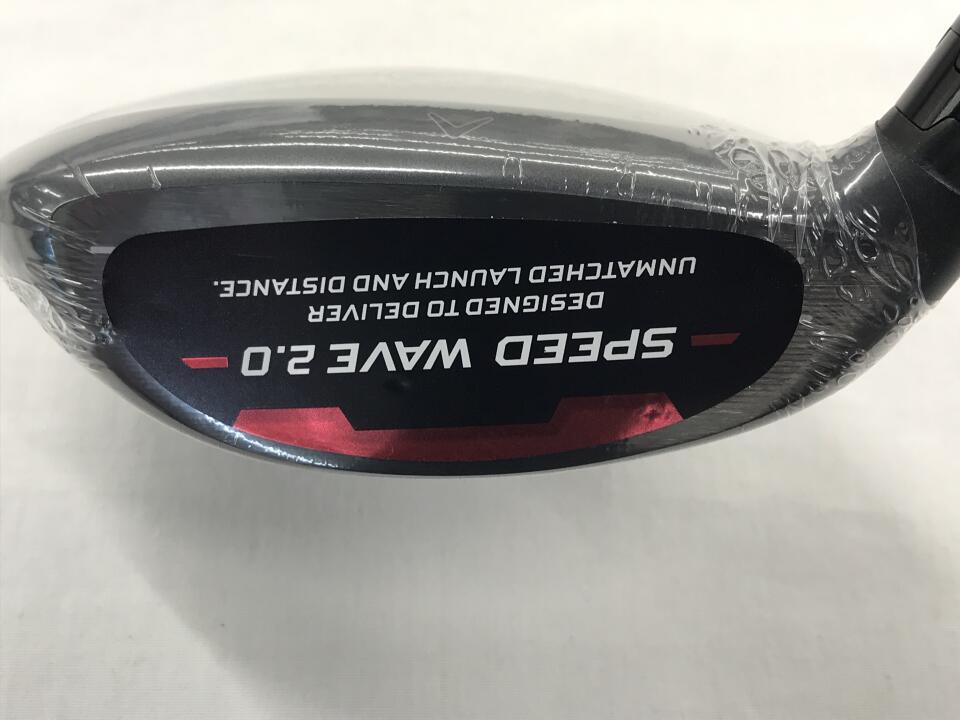 SPEED WAVE 2.0
DESIGNED TO DELIVER
UNMATCHED LAUNCH AND DISTANCE.